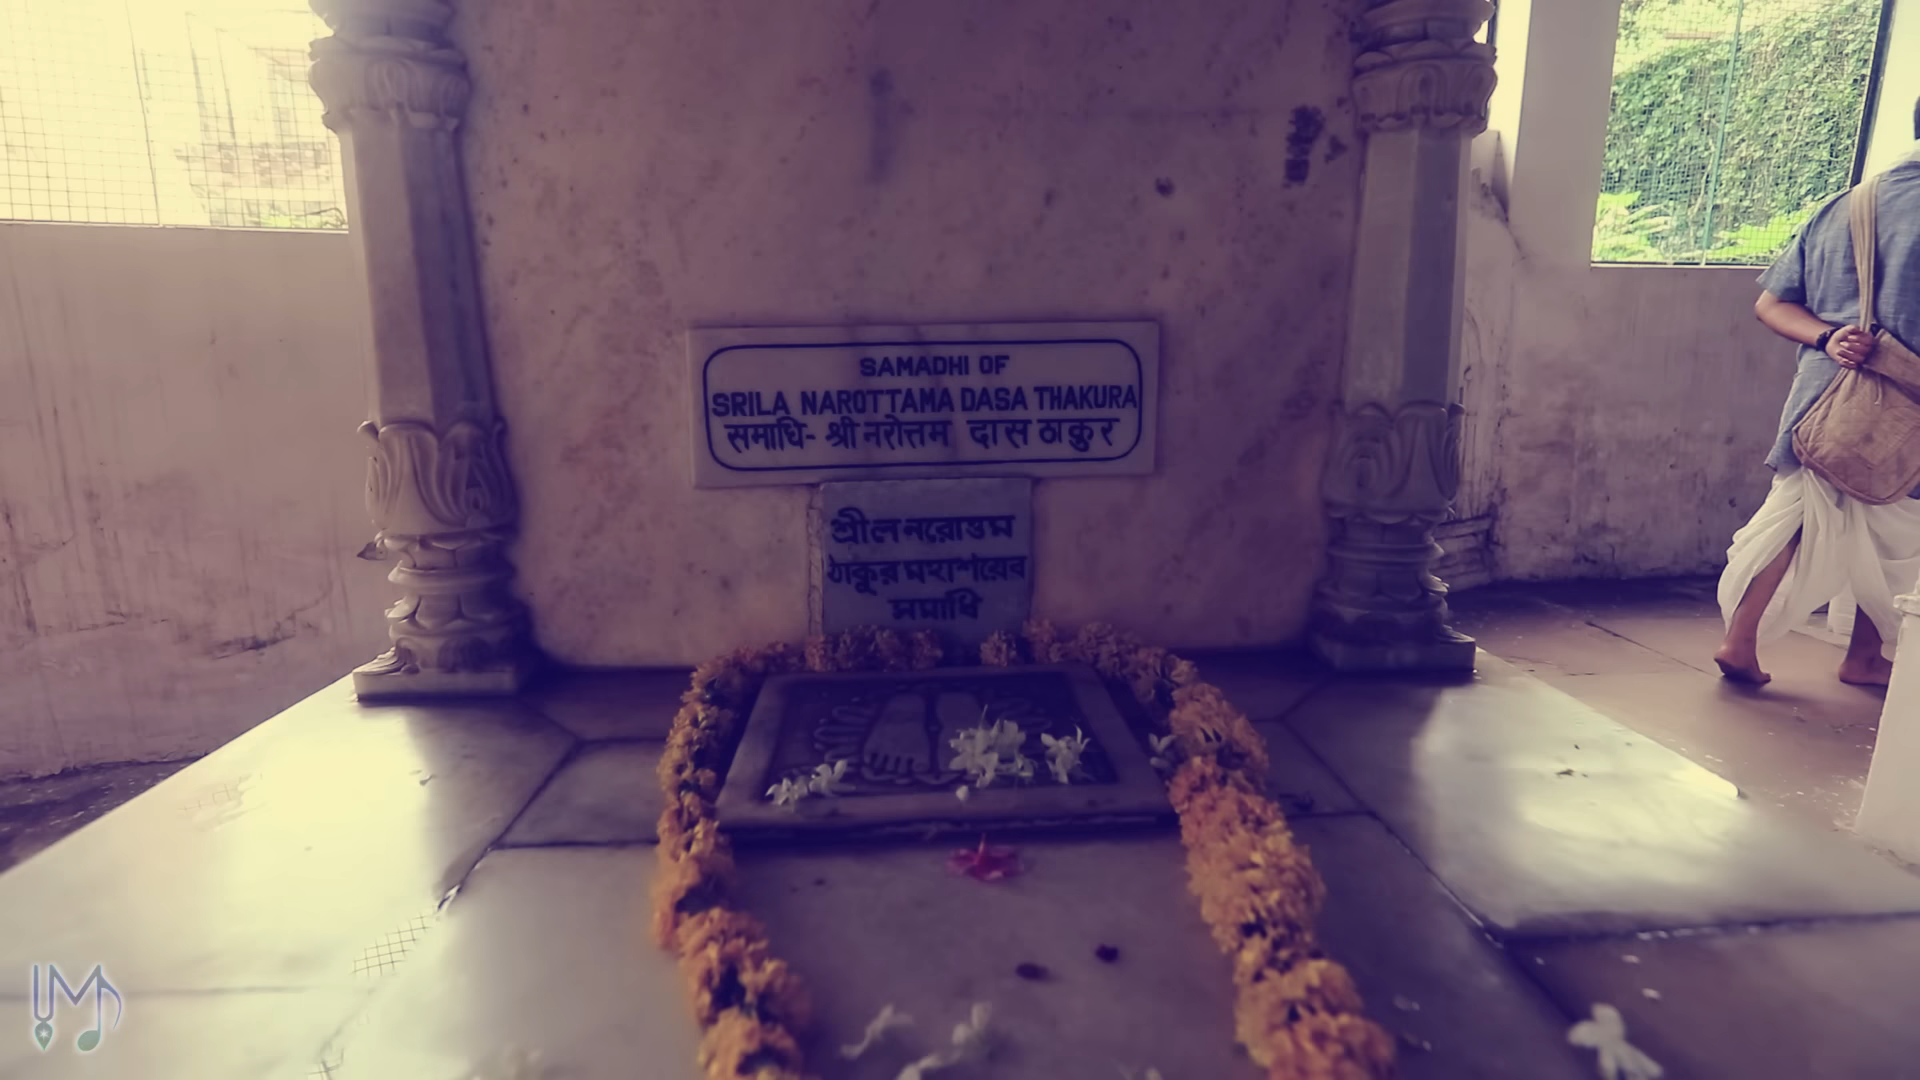 SAMADHI OF
SRILA NAROTTAMA DASA THAKURA
समाधि- श्री नरोत्तम दास ठाकुर
শ্রীল নরোত্তম
ঠাকুর মহাশয়ের
সমাধি